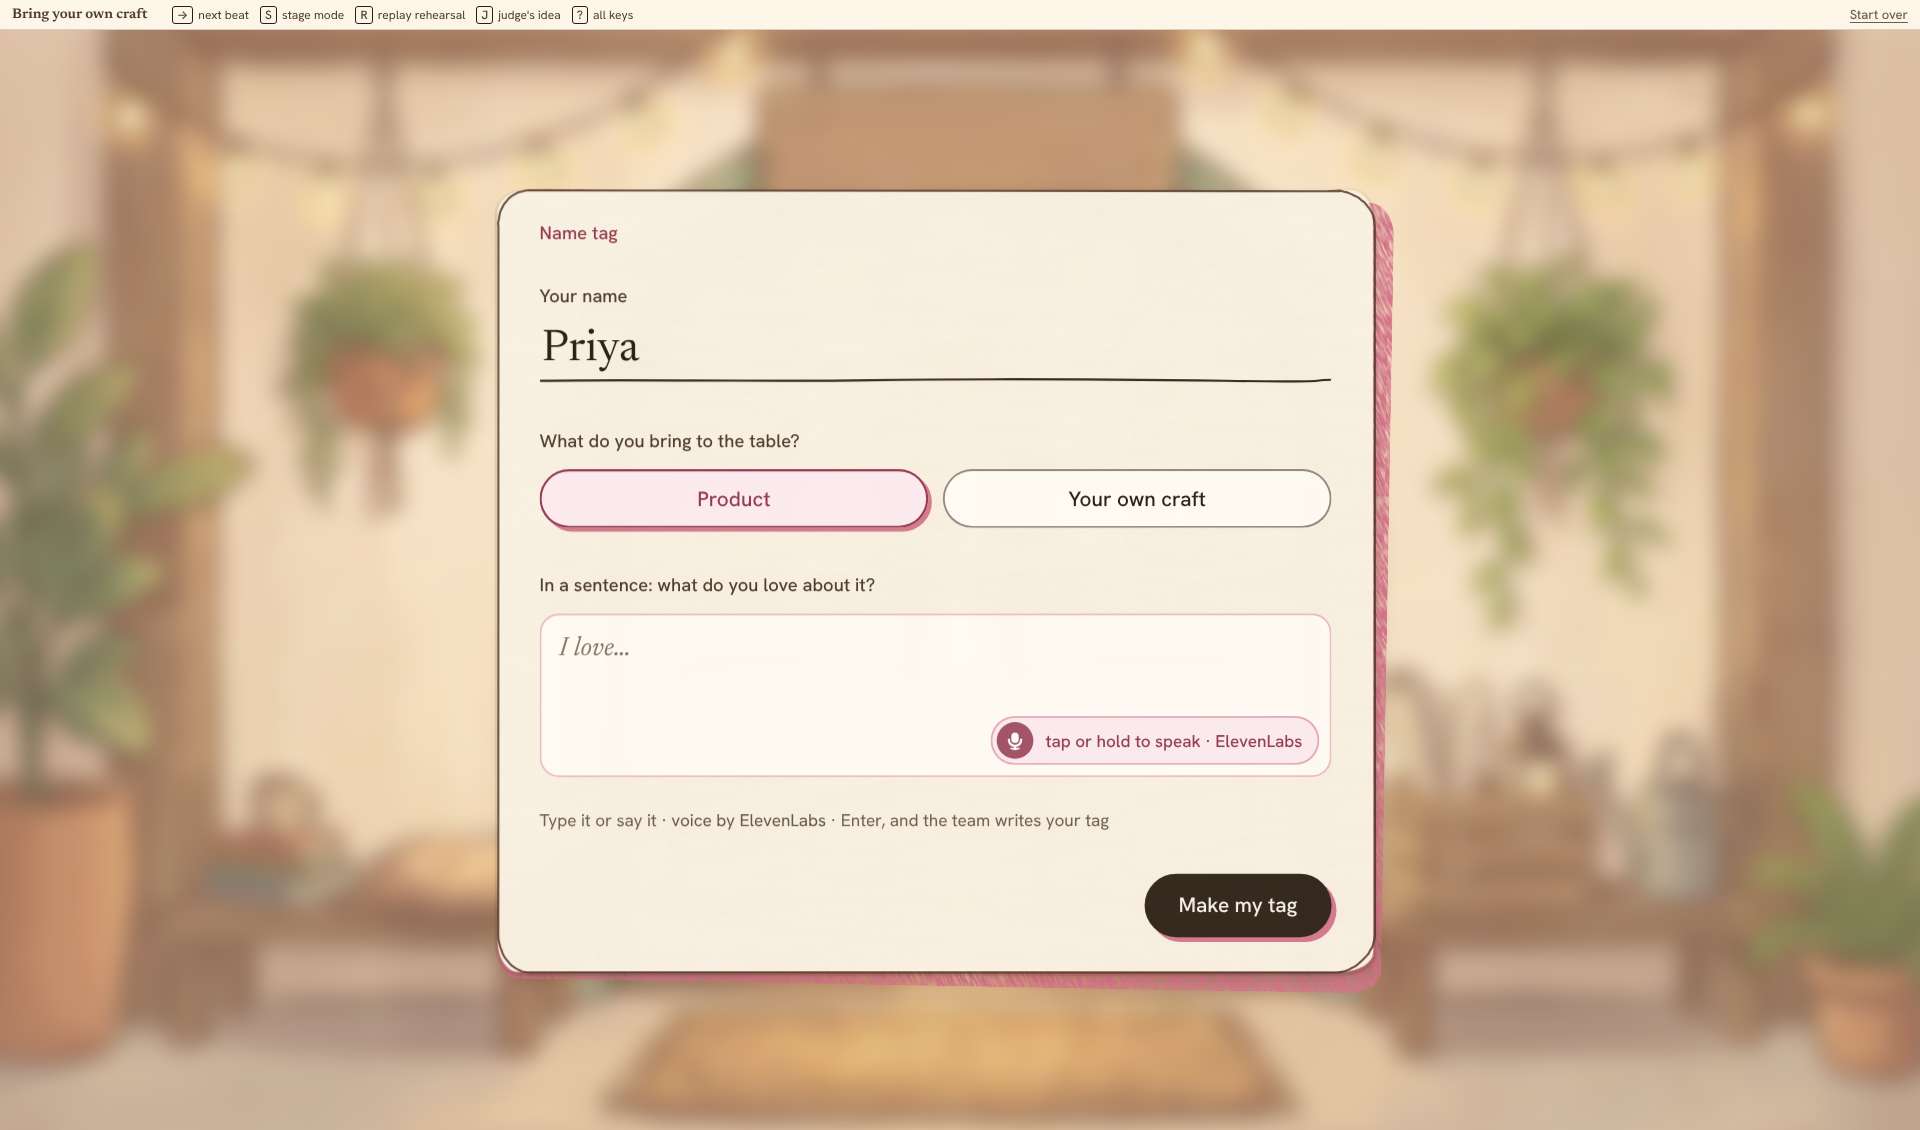 Bring your own craft → next beat S stage mode R replay rehearsal J judge's idea ? all keys Start over
Name tag
Your name
Priya
What do you bring to the table?
Product Your own craft
In a sentence: what do you love about it?
I love...
tap or hold to speak · ElevenLabs
Type it or say it · voice by ElevenLabs · Enter, and the team writes your tag
Make my tag